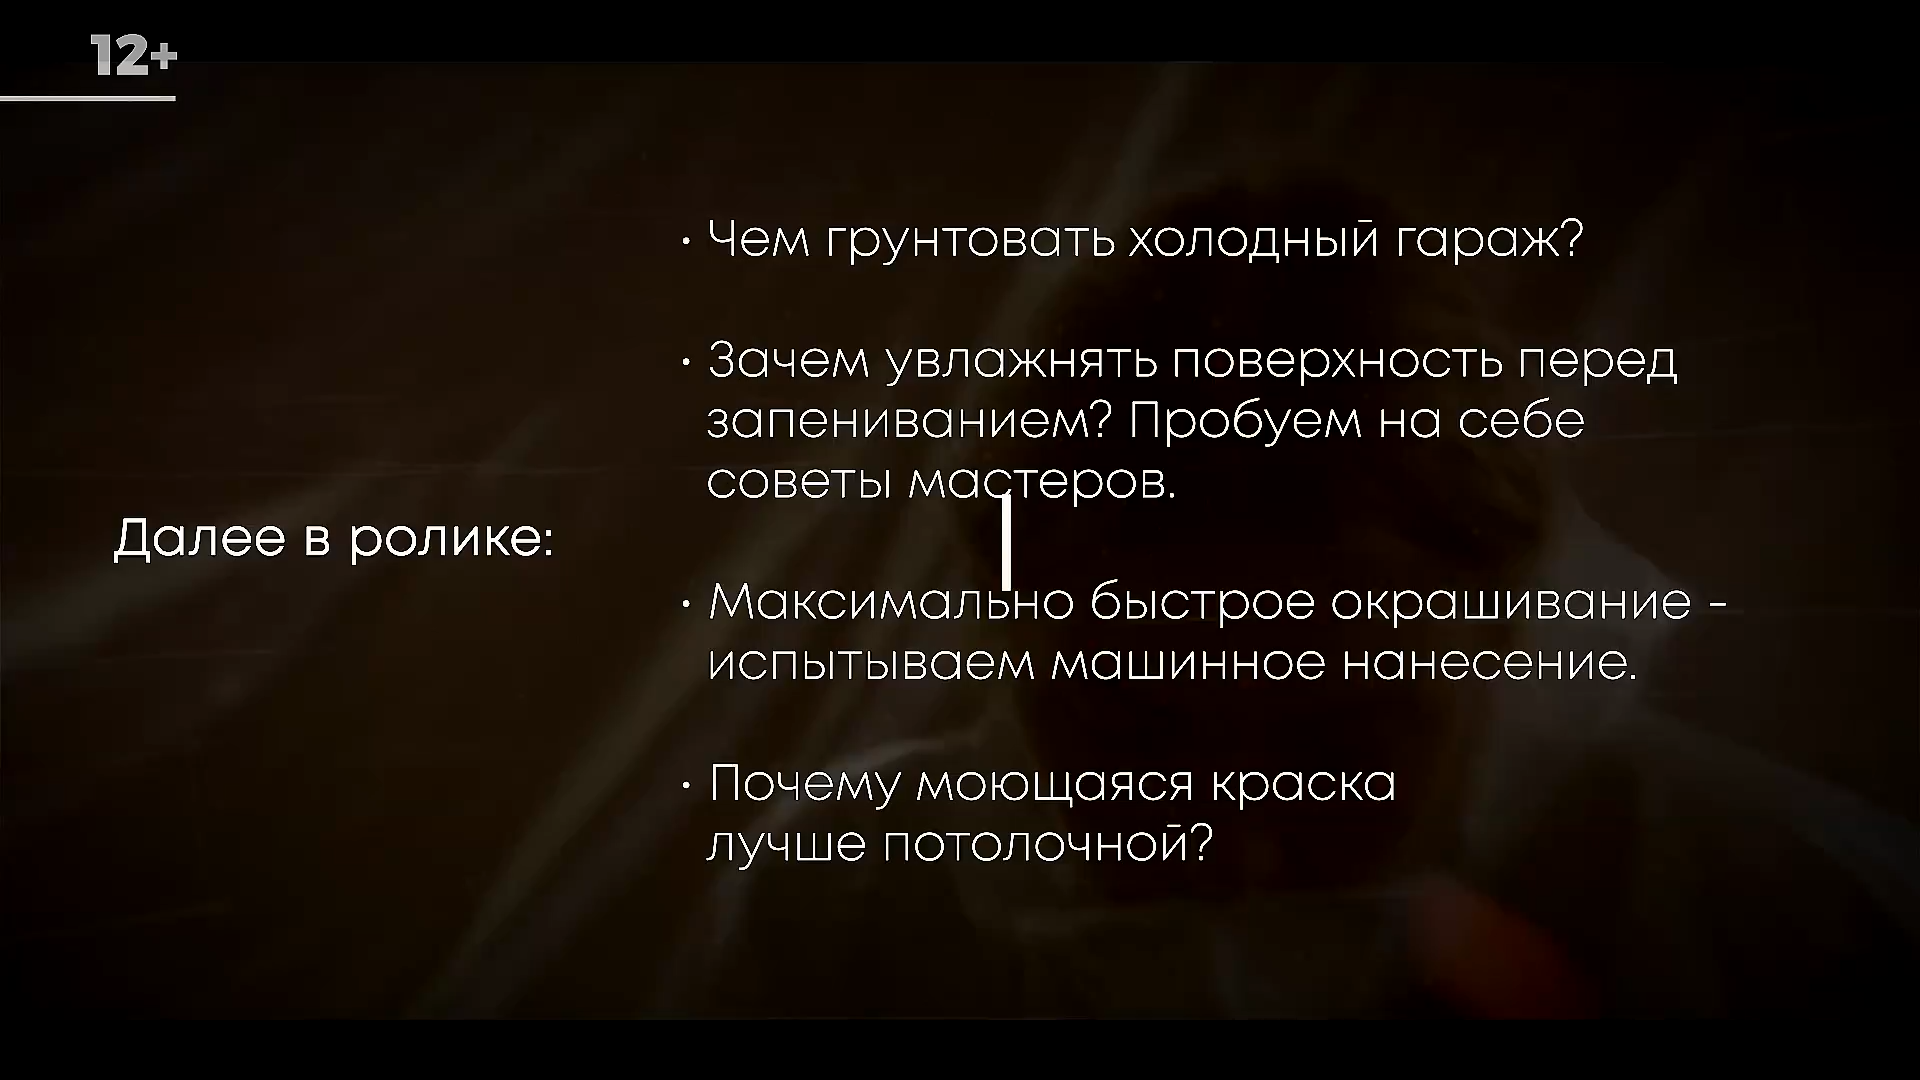 12+
Далее в ролике:
· Чем грунтовать холодный гараж?
· Зачем увлажнять поверхность перед
запениванием? Пробуем на себе
советы мастеров.
· Максимально быстрое окрашивание -
испытываем машинное нанесение.
· Почему моющаяся краска
лучше потолочной?